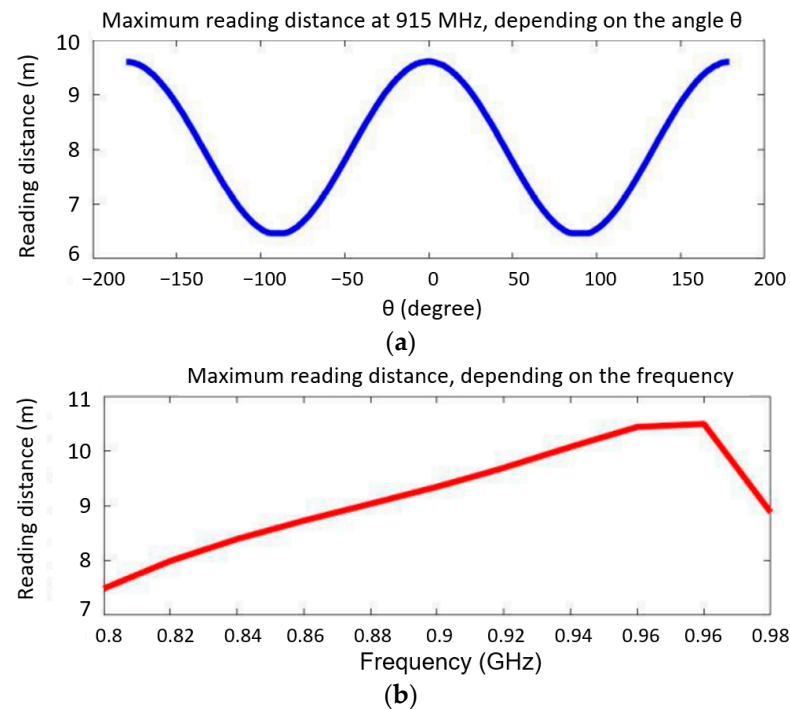 Maximum reading distance at 915 MHz, depending on the angle θ
Reading distance (m)
10
9
8
7
6
−200 −150 −100 −50 0 50 100 150 200
θ (degree)
(a)
Maximum reading distance, depending on the frequency
Reading distance (m)
11
10
9
8
7
0.8 0.82 0.84 0.86 0.88 0.9 0.92 0.94 0.96 0.96 0.98
Frequency (GHz)
(b)